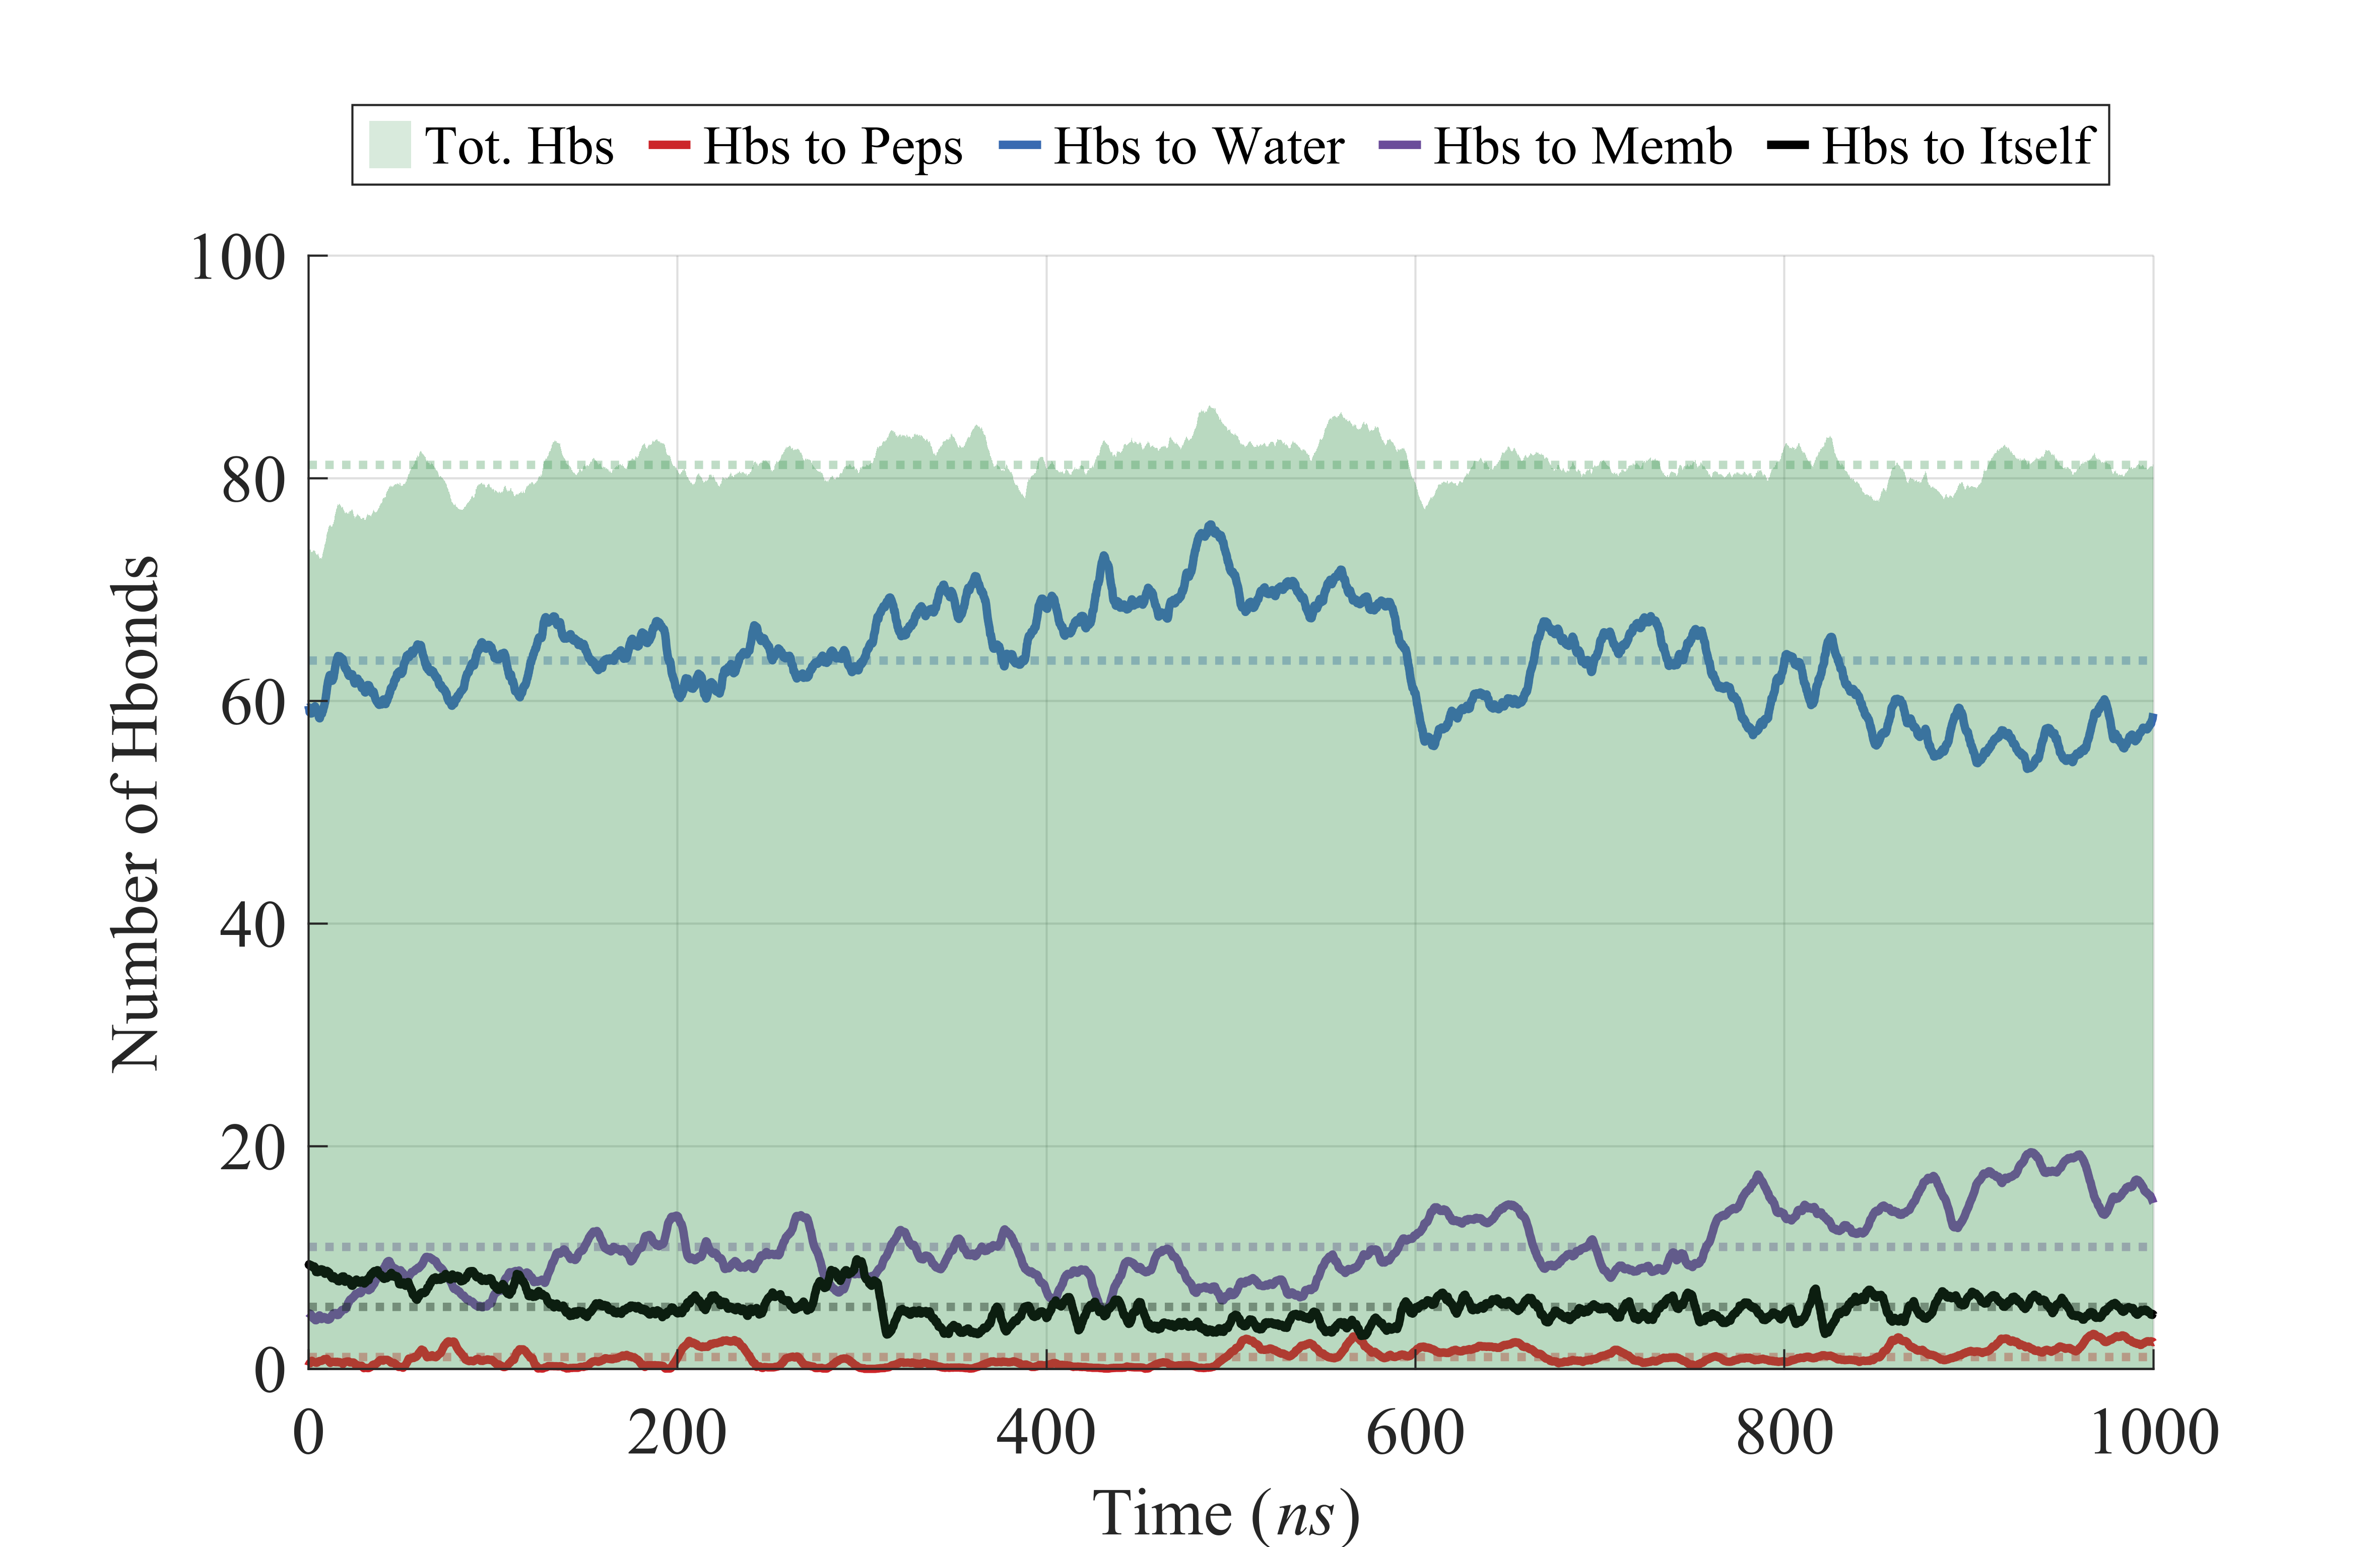 Tot. Hbs Hbs to Peps Hbs to Water Hbs to Memb Hbs to Itself
100
80
60
40
20
0
Number of Hbonds
0 200 400 600 800 1000
Time (ns)